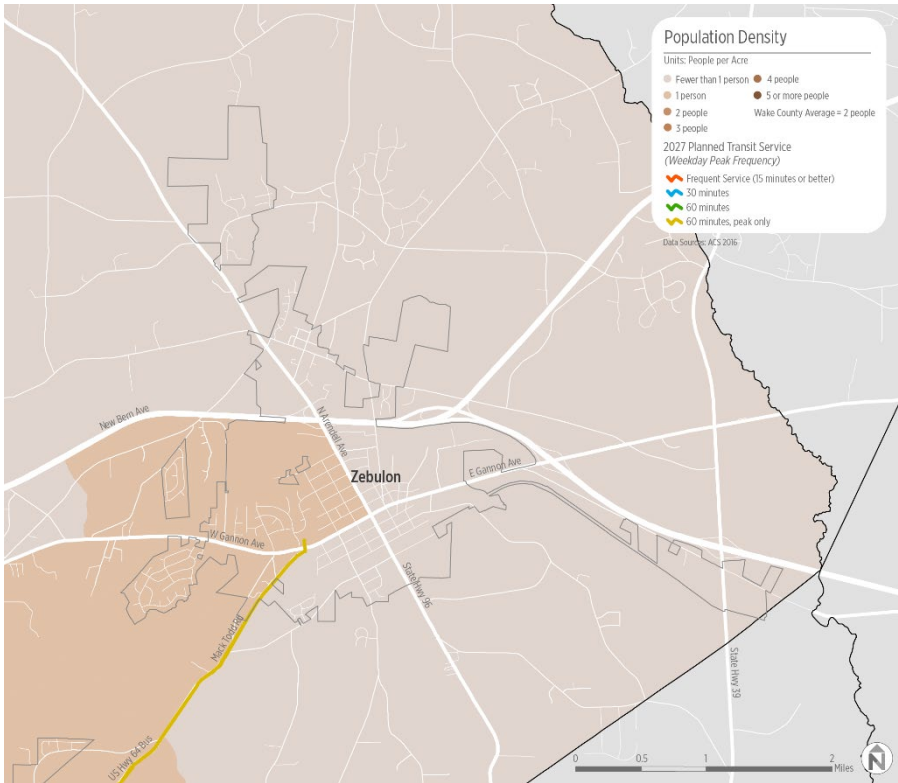 Population Density
Units: People per Acre
Fewer than 1 person
4 people
1 person
5 or more people
2 people
Wake County Average = 2 people
3 people
2027 Planned Transit Service
(Weekday Peak Frequency)
Frequent Service (15 minutes or better)
30 minutes
60 minutes
60 minutes, peak only
Data Sources: ACS 2016
New Bern Ave
N Arendell Ave
Zebulon
E Gannon Ave
W Gannon Ave
State Hwy 96
Mack Todd Rd
State Hwy 39
US Hwy 64 Bus
0 0.5 1 2
Miles
N